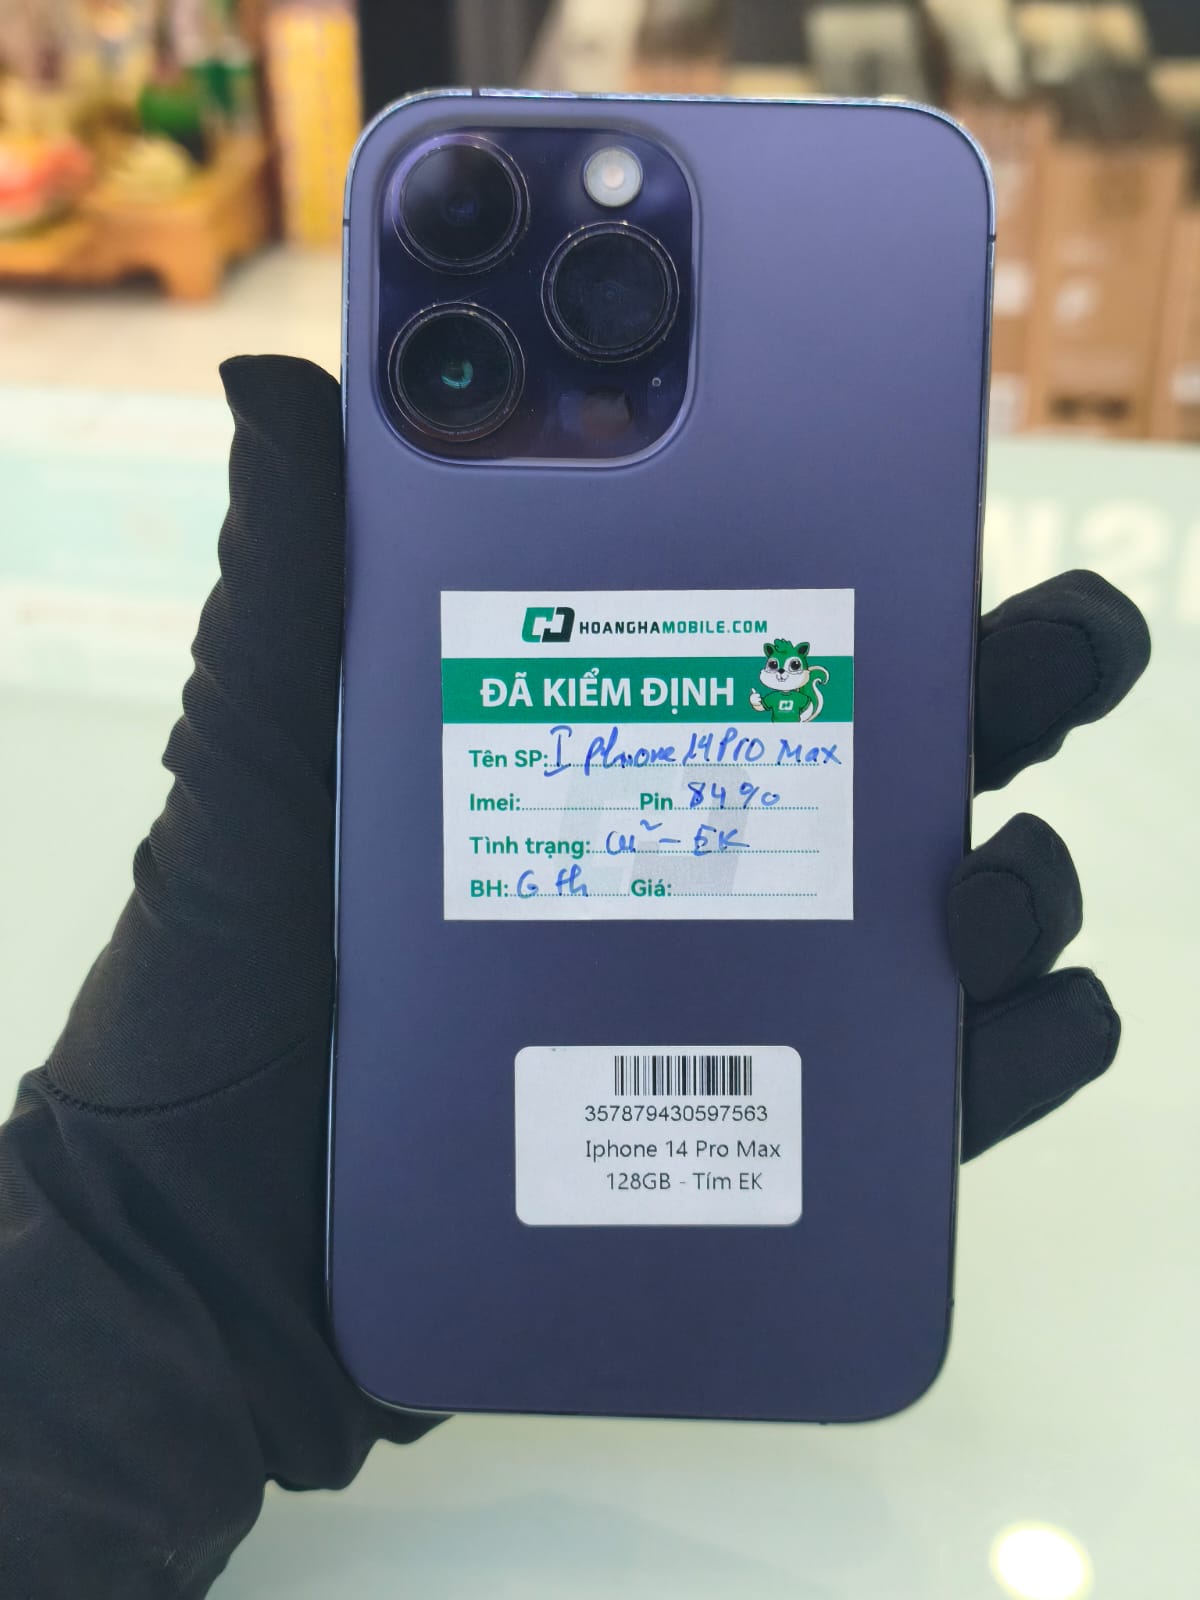 HOANGHAMOBILE.COM
ĐÃ KIỂM ĐỊNH
Tên SP: I Phone 14 Pro Max
Imei: Pin 84%
Tình trạng: cũ - EK
BH: 6 th Giá:
357879430597563
Iphone 14 Pro Max
128GB - Tím EK